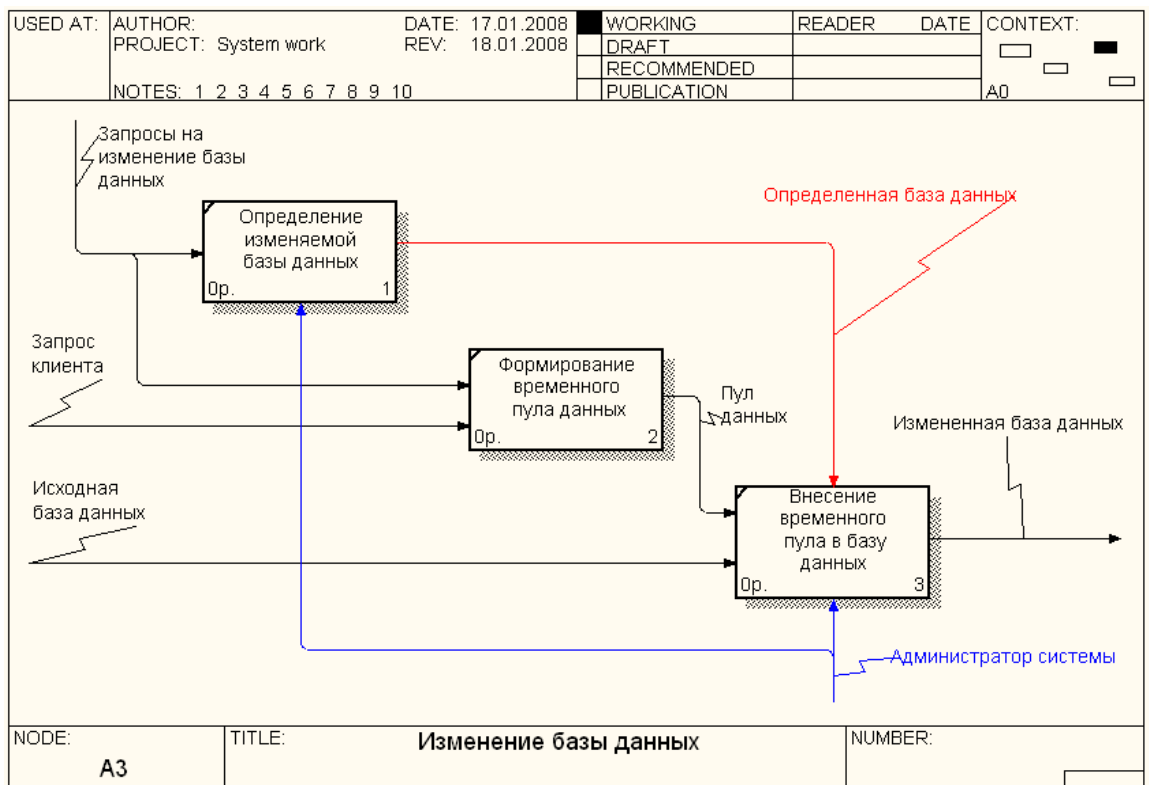 USED AT:
AUTHOR:
DATE: 17.01.2008
PROJECT: System work
REV: 18.01.2008
NOTES: 1 2 3 4 5 6 7 8 9 10
WORKING
DRAFT
RECOMMENDED
PUBLICATION
READER DATE
CONTEXT:
A0
Запросы на
изменение базы
данных
Определение
изменяемой
базы данных
0р. 1
Определенная база данных
Запрос
клиента
Формирование
временного
пула данных
0р. 2
Пул
данных
Измененная база данных
Исходная
база данных
Внесение
временного
пула в базу
данных
0р. 3
Администратор системы
NODE:
A3
TITLE:
Изменение базы данных
NUMBER: